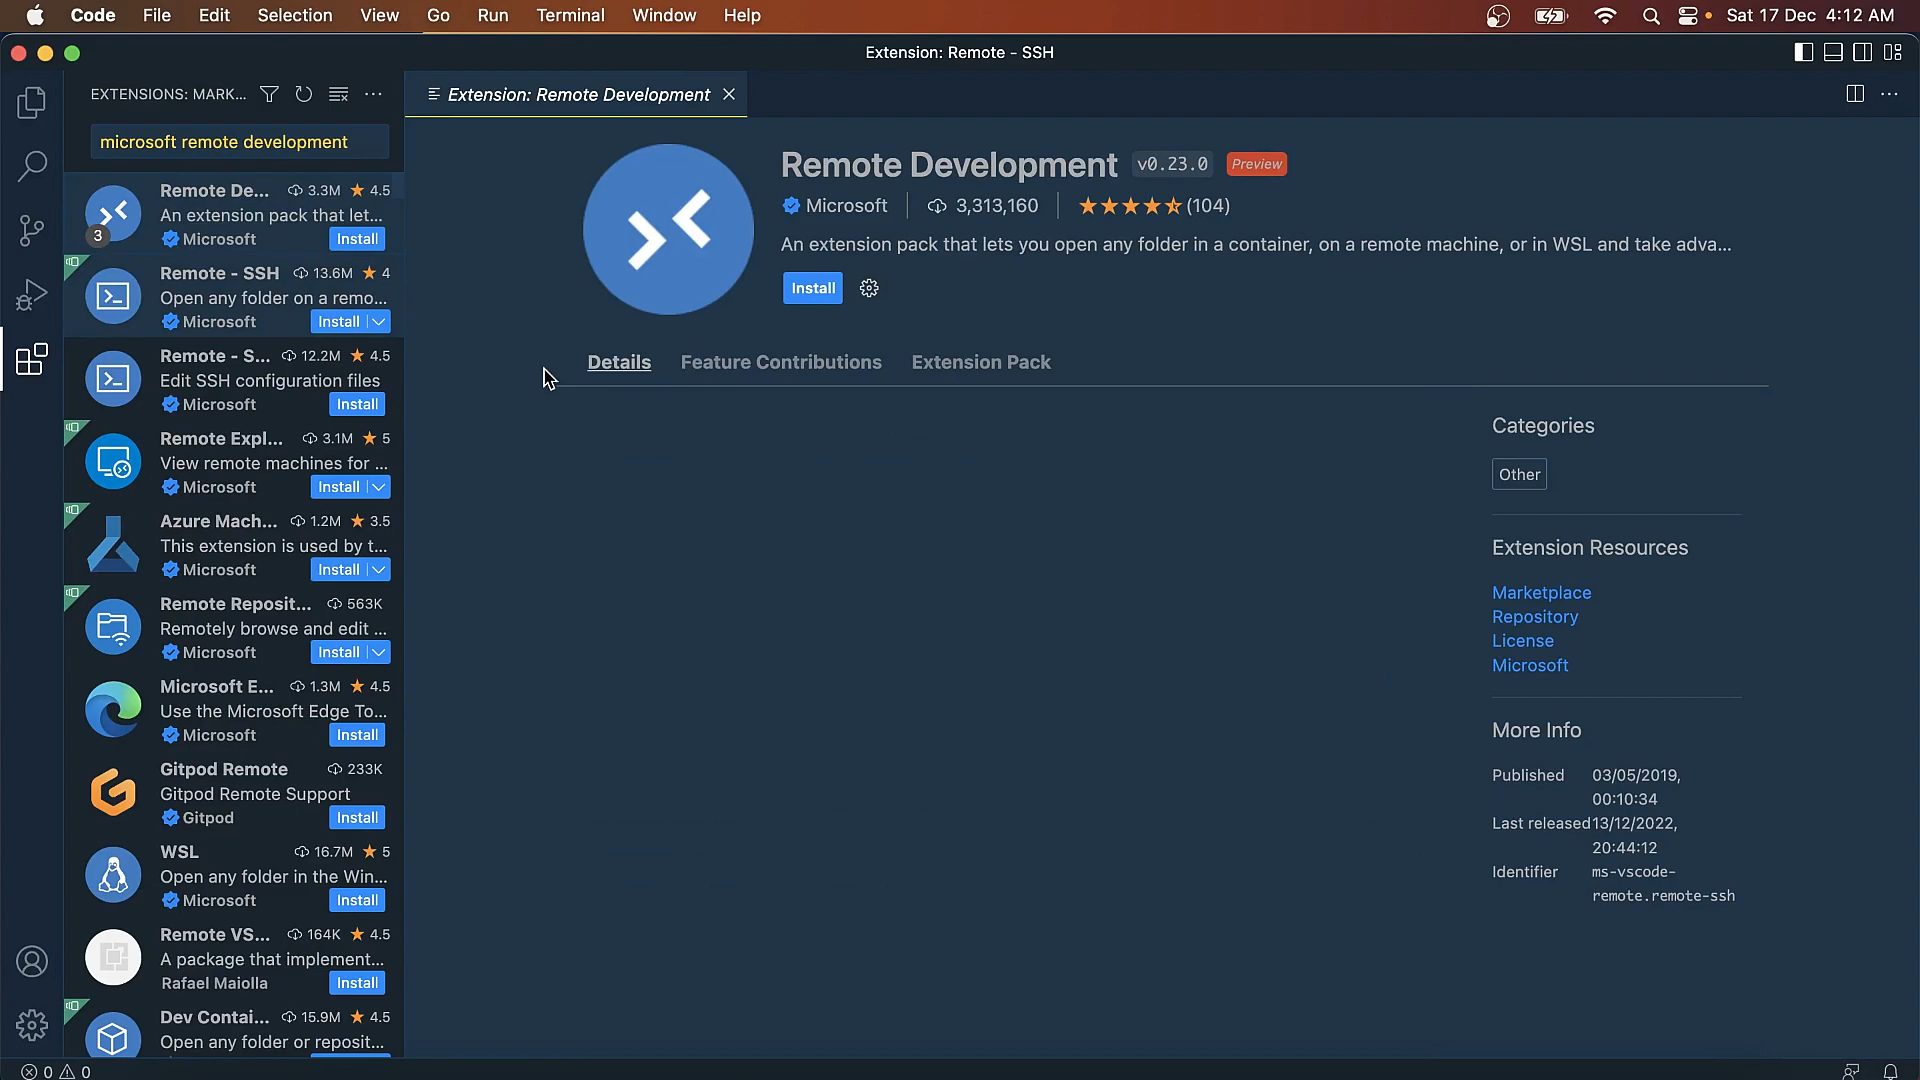 Code File Edit Selection View Go Run Terminal Window Help Sat 17 Dec 4:12 AM
Extension: Remote - SSH
EXTENSIONS: MARK...
microsoft remote development
Remote De... 3.3M 4.5
An extension pack that let...
3
Microsoft Install
Remote - SSH 13.6M 4
Open any folder on a remo...
Microsoft Install
Remote - S... 12.2M 4.5
Edit SSH configuration files
Microsoft Install
Remote Expl... 3.1M 5
View remote machines for ...
Microsoft Install
Azure Mach... 1.2M 3.5
This extension is used by t...
Microsoft Install
Remote Reposit... 563K
Remotely browse and edit ...
Microsoft Install
Microsoft E... 1.3M 4.5
Use the Microsoft Edge To...
Microsoft Install
Gitpod Remote 233K
Gitpod Remote Support
Gitpod Install
WSL 16.7M 5
Open any folder in the Win...
Microsoft Install
Remote VS... 164K 4.5
A package that implement...
Rafael Maiolla Install
Dev Contai... 15.9M 4.5
Open any folder or reposit...
0 0
Extension: Remote Development
Remote Development v0.23.0 Preview
Microsoft 3,313,160 (104)
An extension pack that lets you open any folder in a container, on a remote machine, or in WSL and take adva...
Install
Details Feature Contributions Extension Pack
Categories
Other
Extension Resources
Marketplace
Repository
License
Microsoft
More Info
Published 03/05/2019,
00:10:34
Last released 13/12/2022,
20:44:12
Identifier ms-vscode-
remote.remote-ssh